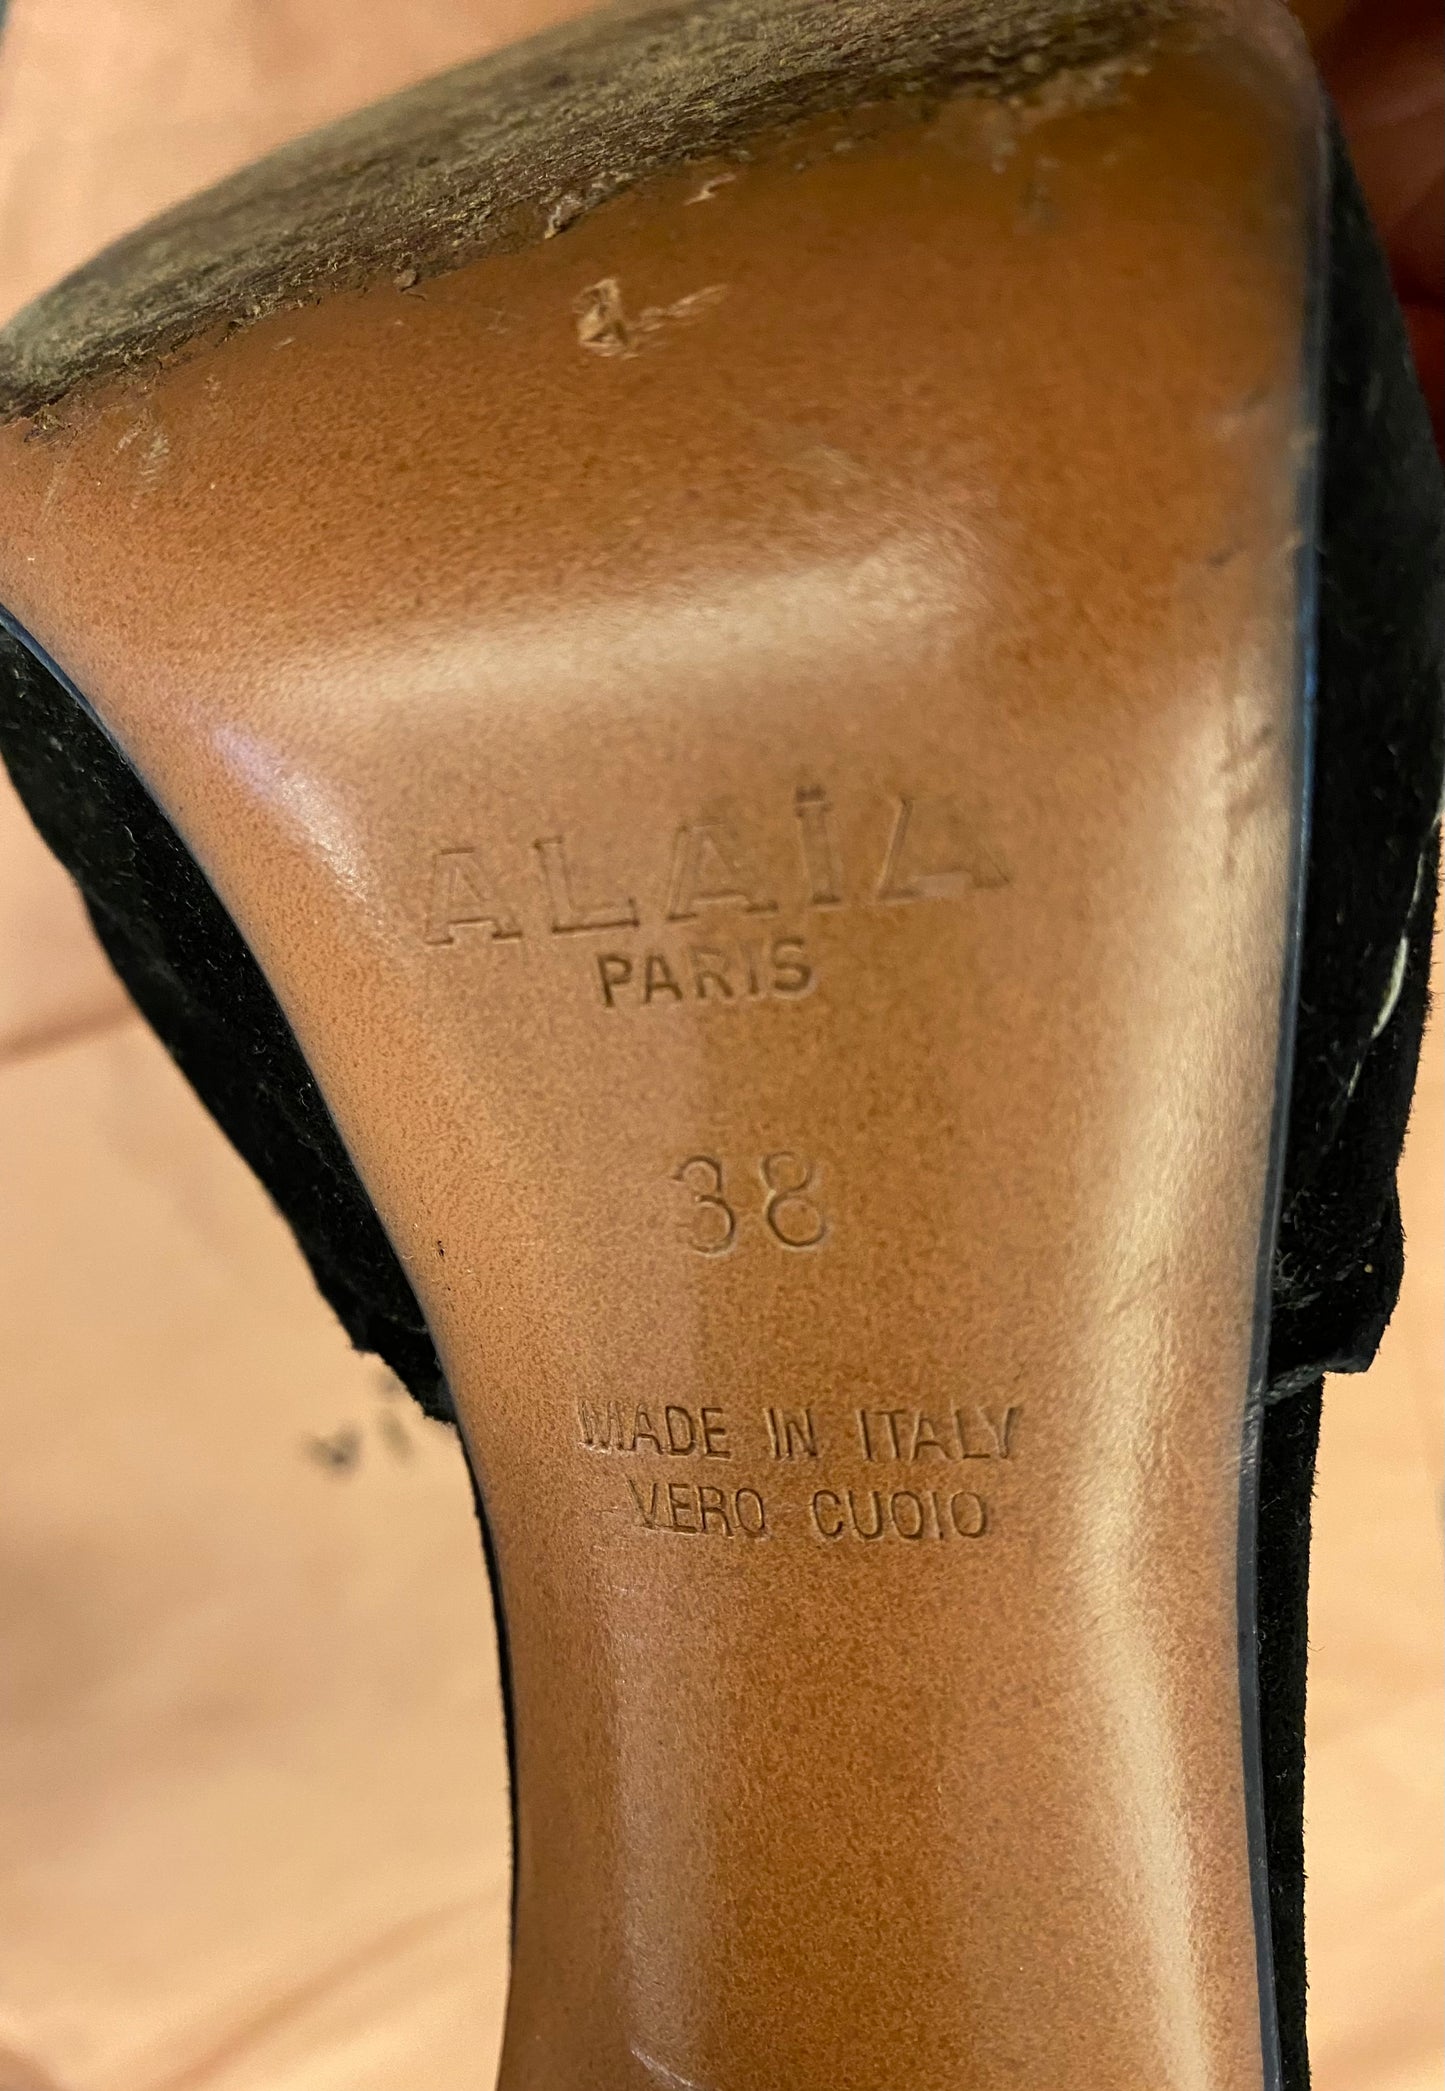 ALAÏA
PARIS
38
MADE IN ITALY
VERO CUOIO